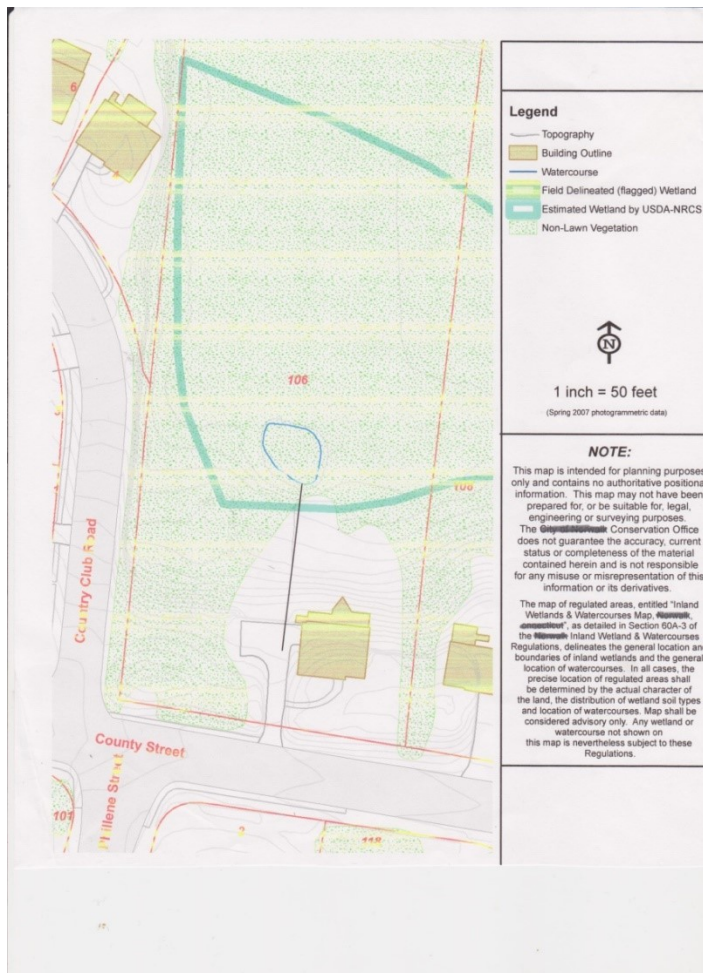 Legend
Topography
Building Outline
Watercourse
Field Delineated (flagged) Wetland
Estimated Wetland by USDA-NRCS
Non-Lawn Vegetation
N
1 inch = 50 feet
(Spring 2007 photogrammetric data)
NOTE:
This map is intended for planning purposes
only and contains no authoritative positional
information. This map may not have been
prepared for, or be suitable for, legal,
engineering or surveying purposes.
The Conservation Office
does not guarantee the accuracy, current
status or completeness of the material
contained herein and is not responsible
for any misuse or misrepresentation of this
information or its derivatives.
The map of regulated areas, entitled "Inland
Wetlands & Watercourses Map,
", as detailed in Section 60A-3 of
the Inland Wetland & Watercourses
Regulations, delineates the general location and
boundaries of inland wetlands and the general
location of watercourses. In all cases, the
precise location of regulated areas shall
be determined by the actual character of
the land, the distribution of wetland soil types
and location of watercourses. Map shall be
considered advisory only. Any wetland or
watercourse not shown on
this map is nevertheless subject to these
Regulations.
6
4
106
108
Country Club Road
County Street
Phillene Street
101
2
118